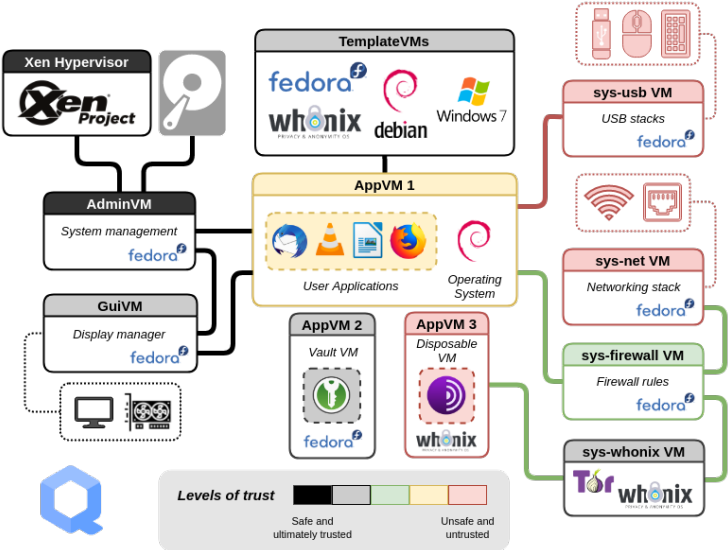 Xen Hypervisor
Xen
Project
TemplateVMs
fedora
whonix
PRIVACY & ANONYMITY OS
debian
Windows 7
sys-usb VM
USB stacks
fedora
AdminVM
System management
fedora
AppVM 1
User Applications
Operating
System
sys-net VM
Networking stack
fedora
GuiVM
Display manager
fedora
AppVM 2
Vault VM
fedora
AppVM 3
Disposable
VM
whonix
PRIVACY & ANONYMITY OS
sys-firewall VM
Firewall rules
fedora
sys-whonix VM
Tor
whonix
PRIVACY & ANONYMITY OS
Levels of trust
Safe and
ultimately trusted
Unsafe and
untrusted